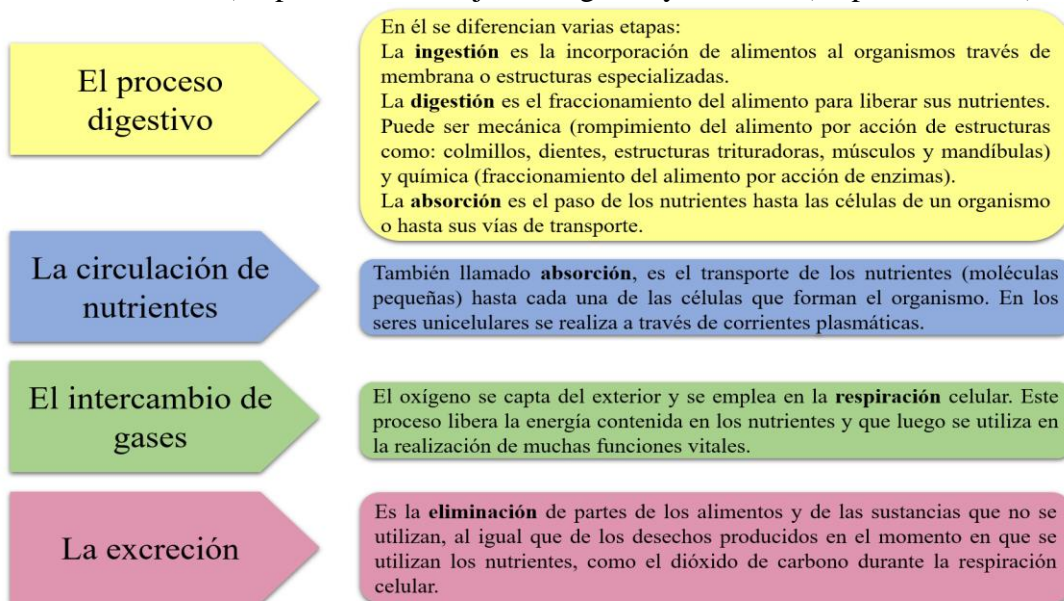 El proceso
digestivo
En él se diferencian varias etapas:
La ingestión es la incorporación de alimentos al organismos través de
membrana o estructuras especializadas.
La digestión es el fraccionamiento del alimento para liberar sus nutrientes.
Puede ser mecánica (rompimiento del alimento por acción de estructuras
como: colmillos, dientes, estructuras trituradoras, músculos y mandíbulas)
y química (fraccionamiento del alimento por acción de enzimas).
La absorción es el paso de los nutrientes hasta las células de un organismo
o hasta sus vías de transporte.
La circulación de
nutrientes
También llamado absorción, es el transporte de los nutrientes (moléculas
pequeñas) hasta cada una de las células que forman el organismo. En los
seres unicelulares se realiza a través de corrientes plasmáticas.
El intercambio de
gases
El oxígeno se capta del exterior y se emplea en la respiración celular. Este
proceso libera la energía contenida en los nutrientes y que luego se utiliza en
la realización de muchas funciones vitales.
La excreción
Es la eliminación de partes de los alimentos y de las sustancias que no se
utilizan, al igual que de los desechos producidos en el momento en que se
utilizan los nutrientes, como el dióxido de carbono durante la respiración
celular.